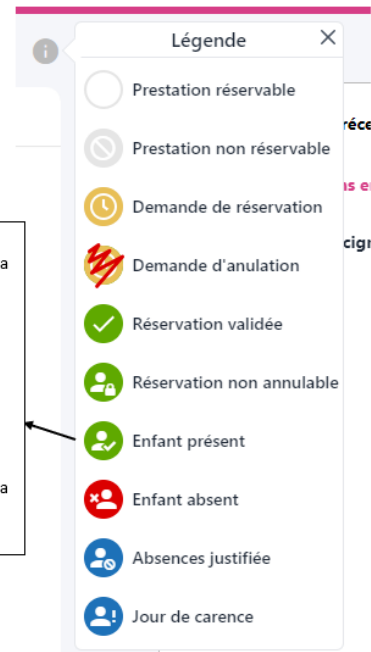 Légende
Prestation réservable
Prestation non réservable
Demande de réservation
Demande d'anulation
Réservation validée
Réservation non annulable
Enfant présent
Enfant absent
Absences justifiée
Jour de carence
a
a